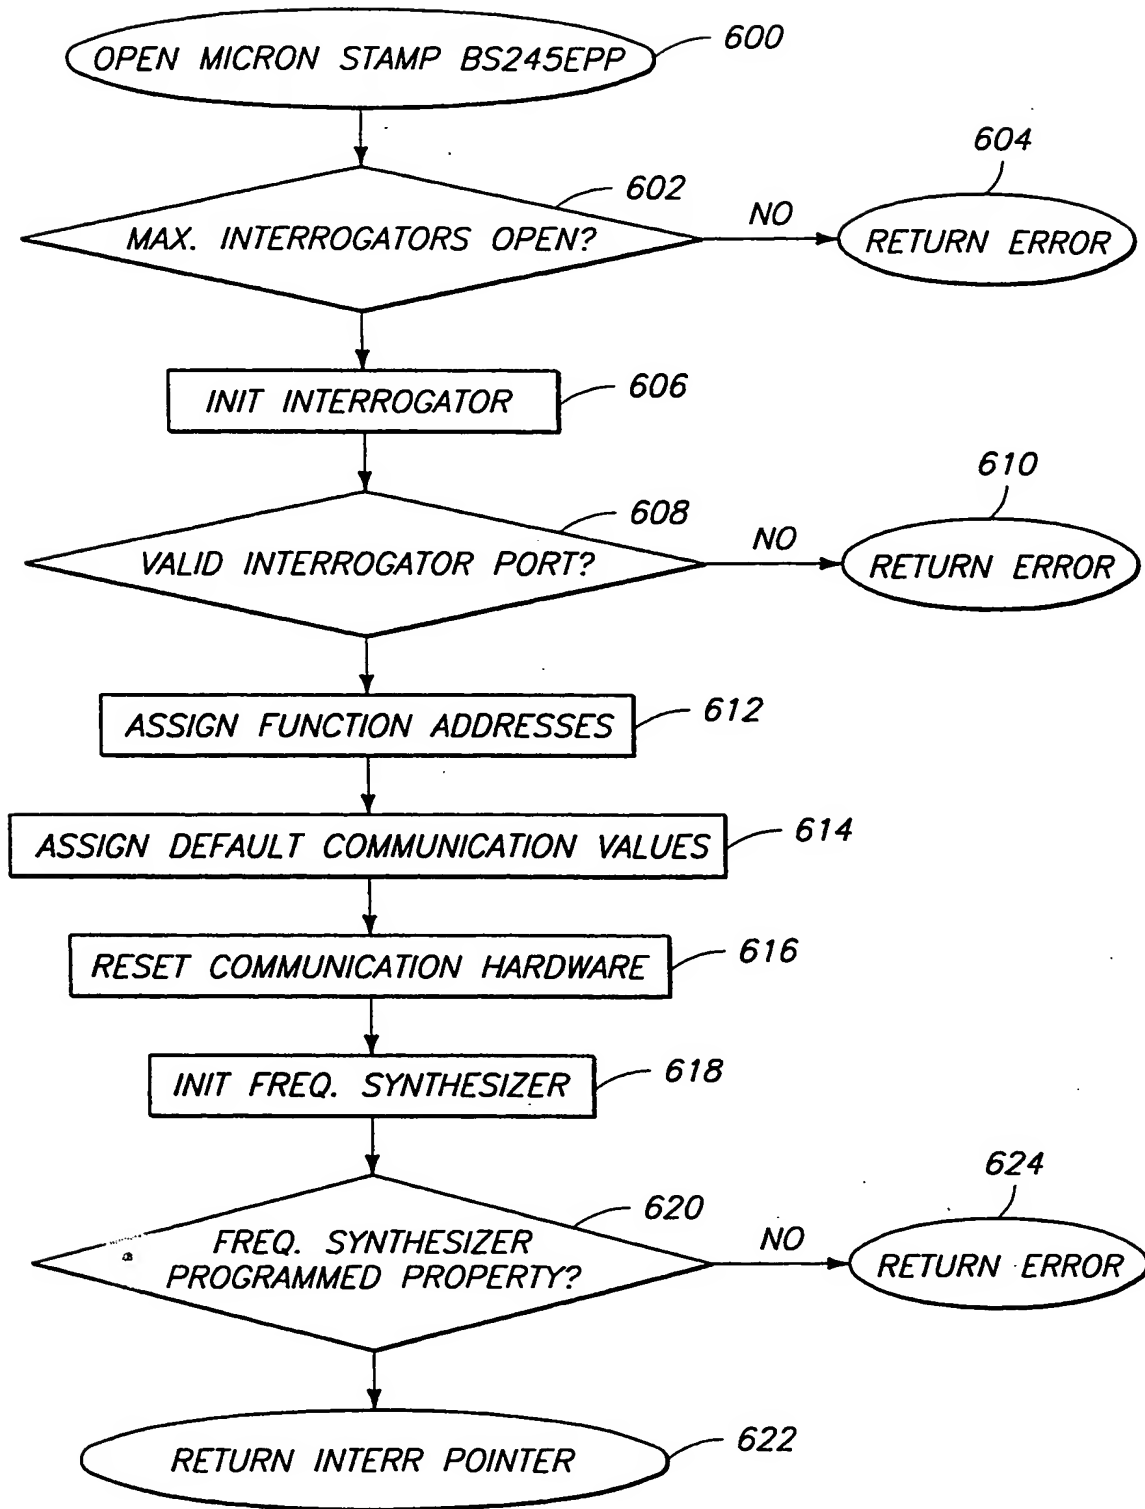 OPEN MICRON STAMP BS245EPP
600
604
602
MAX. INTERROGATORS OPEN?
NO
RETURN ERROR
INIT INTERROGATOR
606
610
608
VALID INTERROGATOR PORT?
NO
RETURN ERROR
ASSIGN FUNCTION ADDRESSES
612
ASSIGN DEFAULT COMMUNICATION VALUES
614
RESET COMMUNICATION HARDWARE
616
INIT FREQ. SYNTHESIZER
618
624
620
FREQ. SYNTHESIZER
PROGRAMMED PROPERTY?
NO
RETURN ERROR
RETURN INTERR POINTER
622